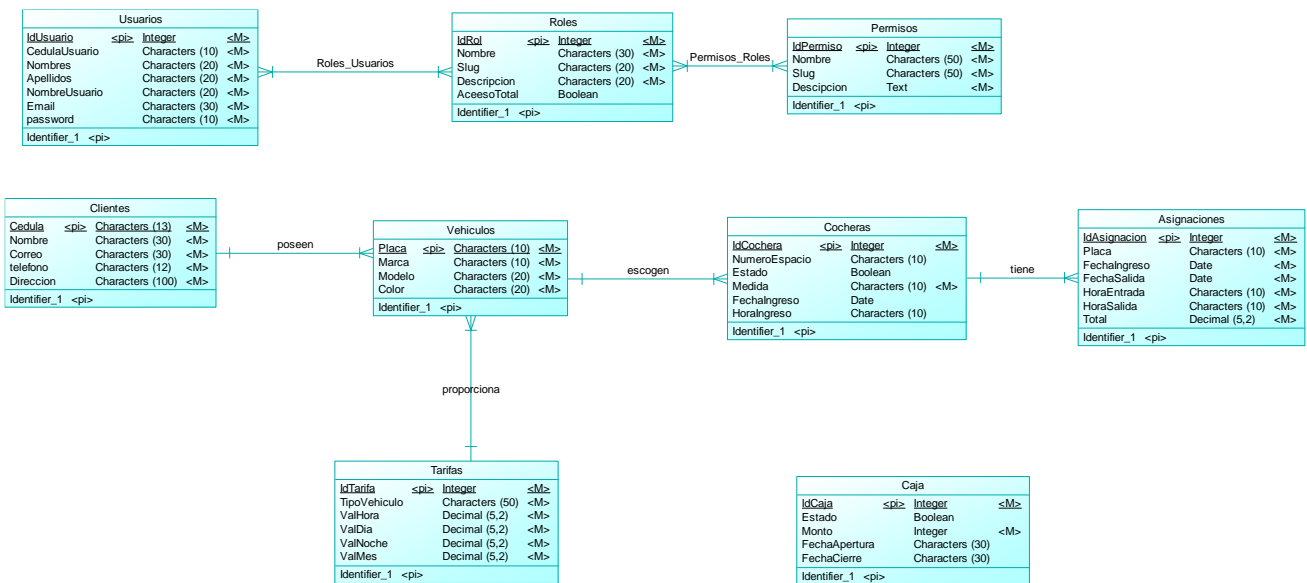 Usuarios
IdUsuario <pi> Integer <M>
CedulaUsuario Characters (10) <M>
Nombres Characters (20) <M>
Apellidos Characters (20) <M>
NombreUsuario Characters (20) <M>
Email Characters (30) <M>
password Characters (10) <M>
Identifier_1 <pi>
Roles_Usuarios
Roles
IdRol <pi> Integer <M>
Nombre Characters (30) <M>
Slug Characters (20) <M>
Descripcion Characters (20) <M>
AceesoTotal Boolean
Identifier_1 <pi>
Permisos_Roles
Permisos
IdPermiso <pi> Integer <M>
Nombre Characters (50) <M>
Slug Characters (50) <M>
Descipcion Text <M>
Identifier_1 <pi>
Clientes
Cedula <pi> Characters (13) <M>
Nombre Characters (30) <M>
Correo Characters (30) <M>
telefono Characters (12) <M>
Direccion Characters (100) <M>
Identifier_1 <pi>
poseen
Vehiculos
Placa <pi> Characters (10) <M>
Marca Characters (10) <M>
Modelo Characters (20) <M>
Color Characters (20) <M>
Identifier_1 <pi>
escogen
Cocheras
IdCochera <pi> Integer <M>
NumeroEspacio Characters (10)
Estado Boolean
Medida Characters (10) <M>
FechaIngreso Date
HoraIngreso Characters (10)
Identifier_1 <pi>
tiene
Asignaciones
IdAsignacion <pi> Integer <M>
Placa Characters (10) <M>
FechaIngreso Date <M>
FechaSalida Date <M>
HoraEntrada Characters (10) <M>
HoraSalida Characters (10) <M>
Total Decimal (5,2) <M>
Identifier_1 <pi>
proporciona
Tarifas
IdTarifa <pi> Integer <M>
TipoVehiculo Characters (50) <M>
ValHora Decimal (5,2) <M>
ValDia Decimal (5,2) <M>
ValNoche Decimal (5,2) <M>
ValMes Decimal (5,2) <M>
Identifier_1 <pi>
Caja
IdCaja <pi> Integer <M>
Estado Boolean
Monto Integer <M>
FechaApertura Characters (30)
FechaCierre Characters (30)
Identifier_1 <pi>